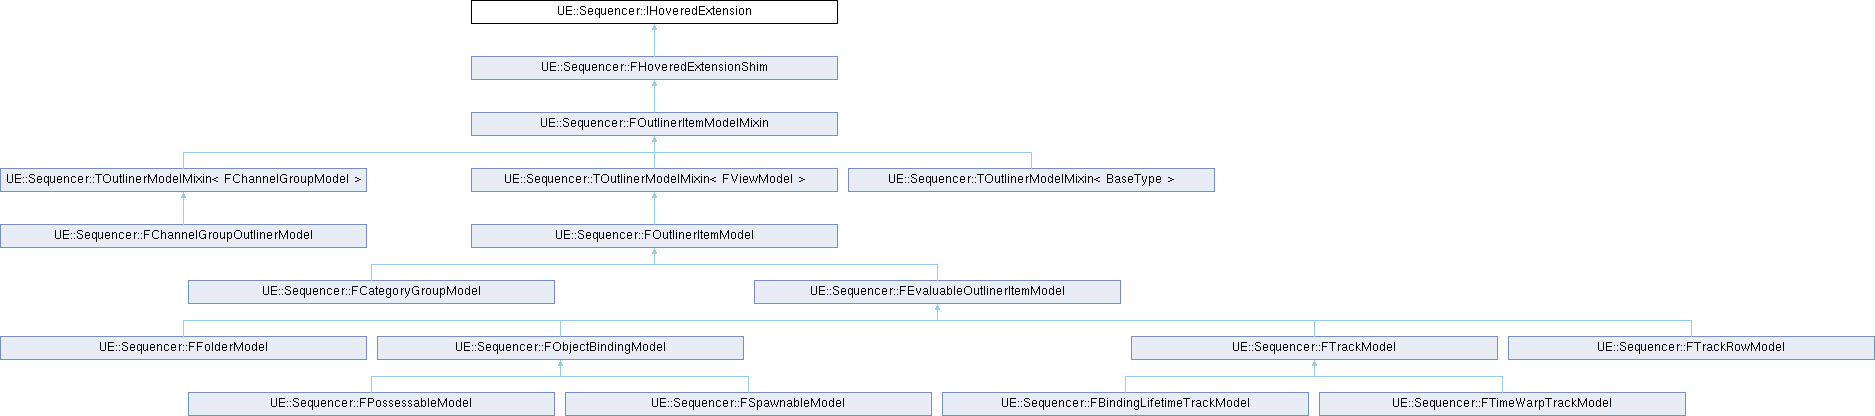 UE::Sequencer::IHoveredExtension
UE::Sequencer::FHoveredExtensionShim
UE::Sequencer::FOutlinerItemModelMixin
UE::Sequencer::TOutlinerModelMixin< FChannelGroupModel >
UE::Sequencer::TOutlinerModelMixin< FViewModel >
UE::Sequencer::TOutlinerModelMixin< BaseType >
UE::Sequencer::FChannelGroupOutlinerModel
UE::Sequencer::FOutlinerItemModel
UE::Sequencer::FCategoryGroupModel
UE::Sequencer::FEvaluableOutlinerItemModel
UE::Sequencer::FFolderModel
UE::Sequencer::FObjectBindingModel
UE::Sequencer::FTrackModel
UE::Sequencer::FTrackRowModel
UE::Sequencer::FPossessableModel
UE::Sequencer::FSpawnableModel
UE::Sequencer::FBindingLifetimeTrackModel
UE::Sequencer::FTimeWarpTrackModel